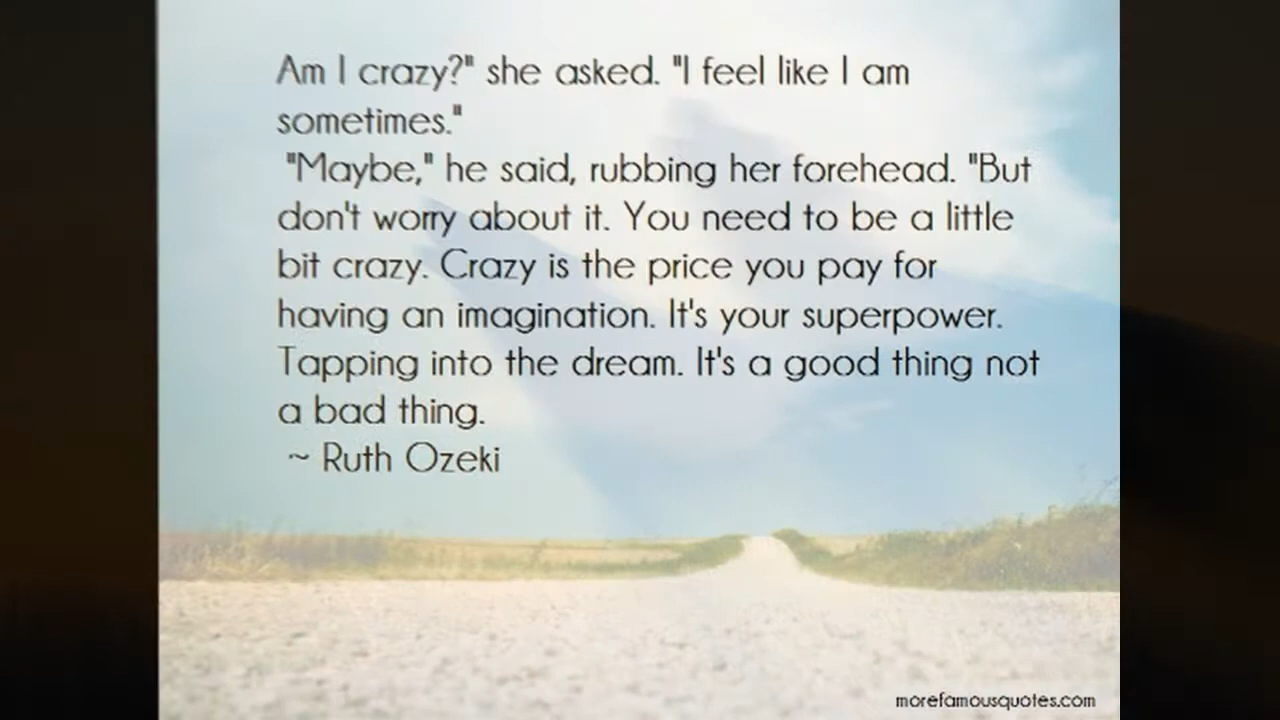 Am I crazy?" she asked. "I feel like I am
sometimes."
"Maybe," he said, rubbing her forehead. "But
don't worry about it. You need to be a little
bit crazy. Crazy is the price you pay for
having an imagination. It's your superpower.
Tapping into the dream. It's a good thing not
a bad thing.
~ Ruth Ozeki
morefamousquotes.com